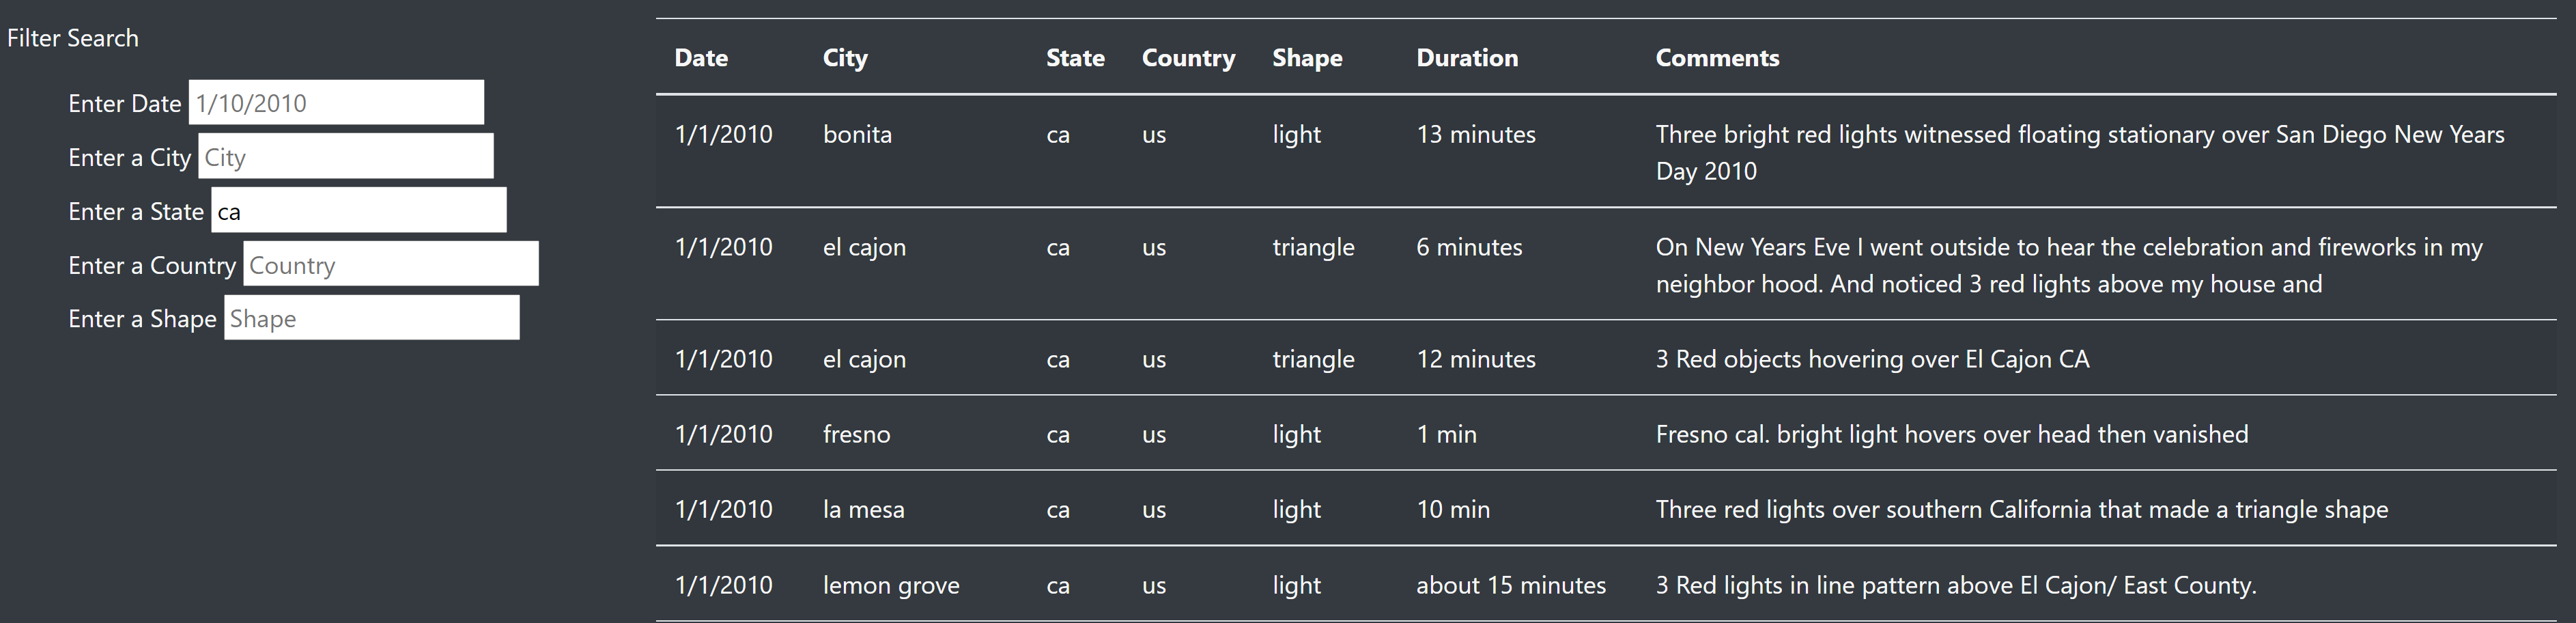 Filter Search
Enter Date 1/10/2010
Enter a City City
Enter a State ca
Enter a Country Country
Enter a Shape Shape
Date City State Country Shape Duration Comments
1/1/2010 bonita ca us light 13 minutes Three bright red lights witnessed floating stationary over San Diego New Years
Day 2010
1/1/2010 el cajon ca us triangle 6 minutes On New Years Eve I went outside to hear the celebration and fireworks in my
neighbor hood. And noticed 3 red lights above my house and
1/1/2010 el cajon ca us triangle 12 minutes 3 Red objects hovering over El Cajon CA
1/1/2010 fresno ca us light 1 min Fresno cal. bright light hovers over head then vanished
1/1/2010 la mesa ca us light 10 min Three red lights over southern California that made a triangle shape
1/1/2010 lemon grove ca us light about 15 minutes 3 Red lights in line pattern above El Cajon/ East County.